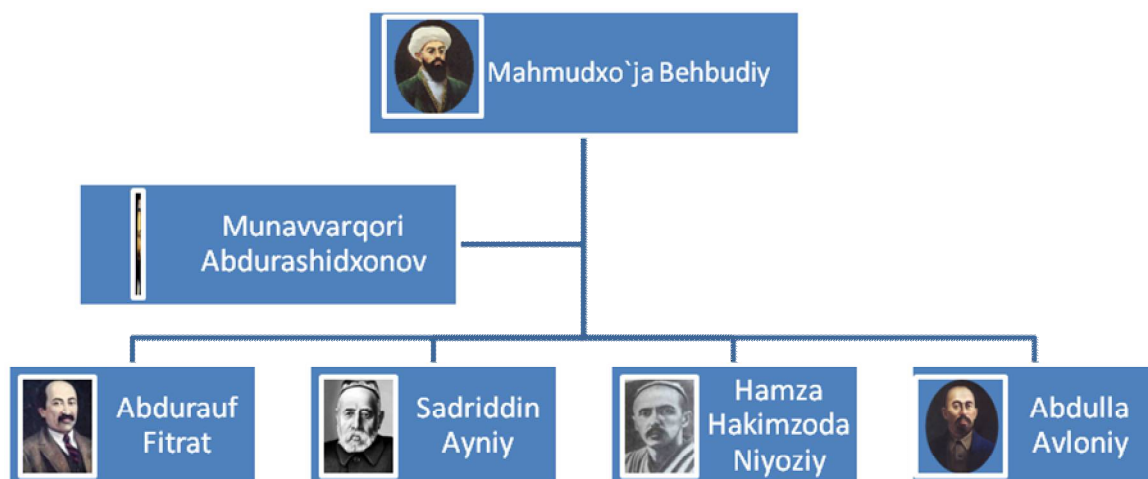 Mahmudxo`ja Behbudiy
Munavvarqori
Abdurashidxonov
Abdurauf
Fitrat
Sadriddin
Ayniy
Hamza
Hakimzoda
Niyoziy
Abdulla
Avloniy